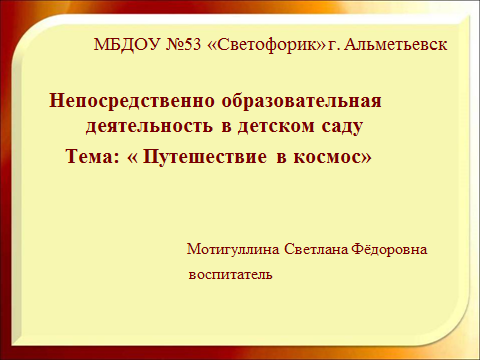 МБДОУ №53 «Светофорик» г. Альметьевск
Непосредственно образовательная
деятельность в детском саду
Тема: « Путешествие в космос»
Мотигуллина Светлана Фёдоровна
воспитатель